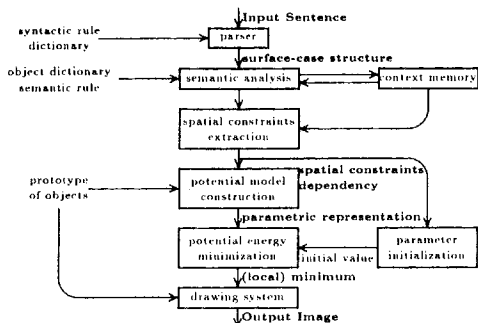 Input Sentence
syntactic rule
dictionary
parser
surface-case structure
object dictionary
semantic rule
semantic analysis
context memory
spatial constraints
extraction
spatial constraints
dependency
prototype
of objects
potential model
construction
parametric representation
potential energy
minimization
initial value
parameter
initialization
(local) minimum
drawing system
Output Image